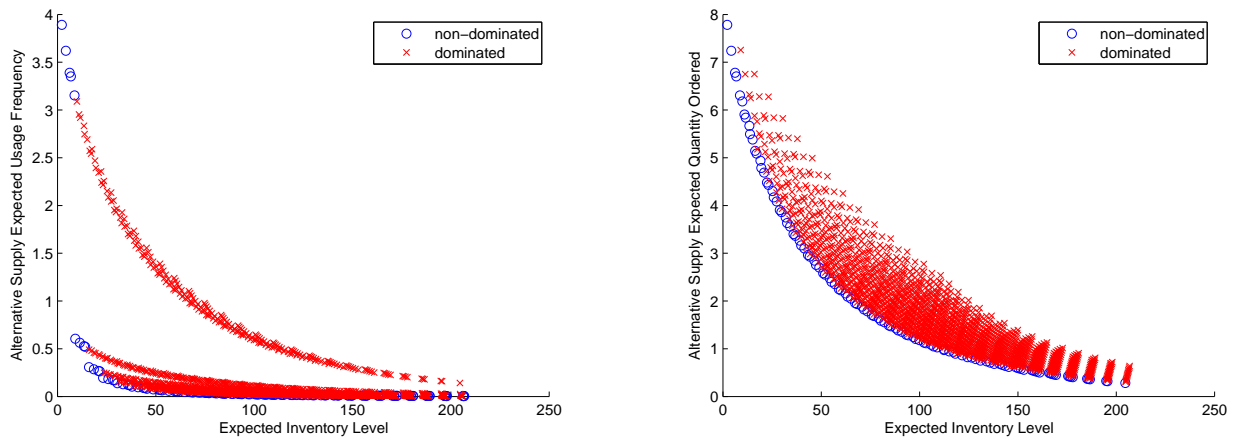 4
3.5
3
2.5
2
1.5
1
0.5
0
Alternative Supply Expected Usage Frequency
non−dominated
dominated
0 50 100 150 200 250
Expected Inventory Level
8
7
6
5
4
3
2
1
0
Alternative Supply Expected Quantity Ordered
non−dominated
dominated
0 50 100 150 200 250
Expected Inventory Level